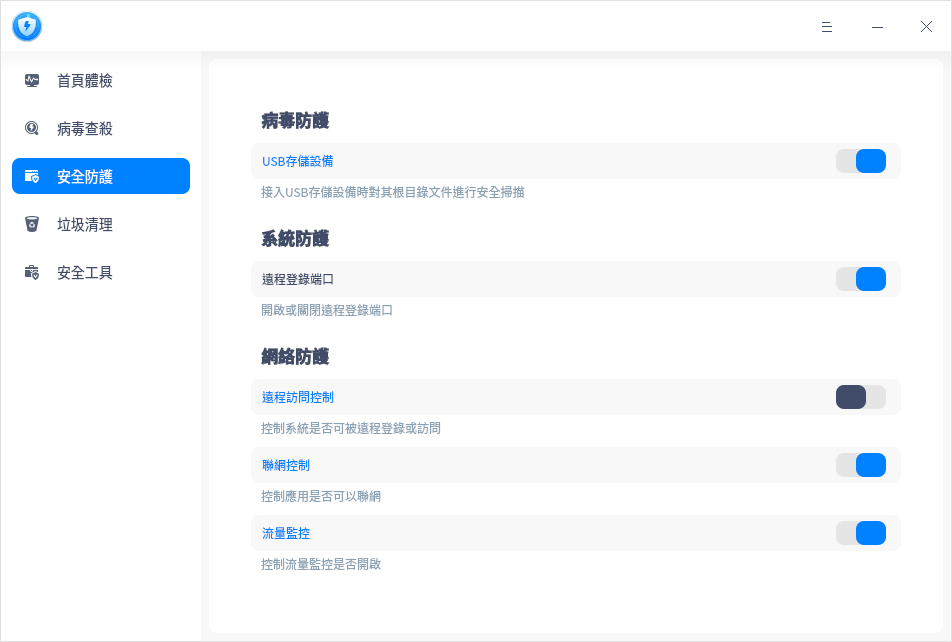 首頁體檢
病毒查殺
安全防護
垃圾清理
安全工具
病毒防護
USB存儲設備
接入USB存儲設備時對其根目錄文件進行安全掃描
系統防護
遠程登錄端口
開啟或關閉遠程登錄端口
網絡防護
遠程訪問控制
控制系統是否可被遠程登錄或訪問
聯網控制
控制應用是否可以聯網
流量監控
控制流量監控是否開啟